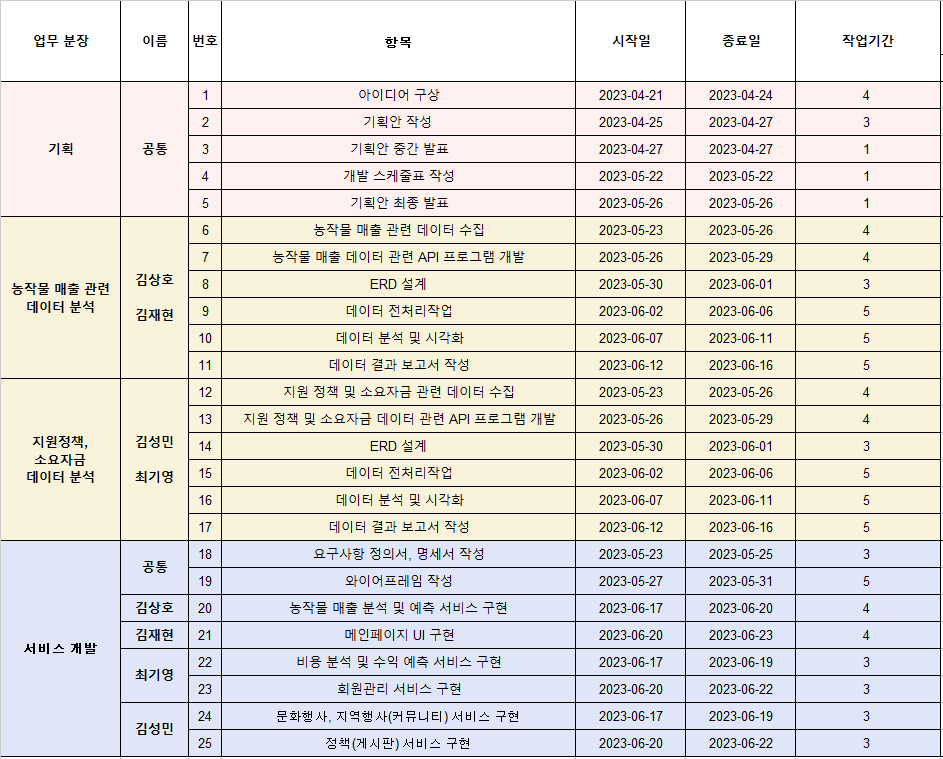 업무 분장 이름 번호 항목 시작일 종료일 작업기간
기획 공통
1 아이디어 구상 2023-04-21 2023-04-24 4
2 기획안 작성 2023-04-25 2023-04-27 3
3 기획안 중간 발표 2023-04-27 2023-04-27 1
4 개발 스케줄표 작성 2023-05-22 2023-05-22 1
5 기획안 최종 발표 2023-05-26 2023-05-26 1
농작물 매출 관련
데이터 분석
김상호
김재현
6 농작물 매출 관련 데이터 수집 2023-05-23 2023-05-26 4
7 농작물 매출 데이터 관련 API 프로그램 개발 2023-05-26 2023-05-29 4
8 ERD 설계 2023-05-30 2023-06-01 3
9 데이터 전처리작업 2023-06-02 2023-06-06 5
10 데이터 분석 및 시각화 2023-06-07 2023-06-11 5
11 데이터 결과 보고서 작성 2023-06-12 2023-06-16 5
지원정책,
소요자금
데이터 분석
김성민
최기영
12 지원 정책 및 소요자금 관련 데이터 수집 2023-05-23 2023-05-26 4
13 지원 정책 및 소요자금 데이터 관련 API 프로그램 개발 2023-05-26 2023-05-29 4
14 ERD 설계 2023-05-30 2023-06-01 3
15 데이터 전처리작업 2023-06-02 2023-06-06 5
16 데이터 분석 및 시각화 2023-06-07 2023-06-11 5
17 데이터 결과 보고서 작성 2023-06-12 2023-06-16 5
서비스 개발
공통
18 요구사항 정의서, 명세서 작성 2023-05-23 2023-05-25 3
19 와이어프레임 작성 2023-05-27 2023-05-31 5
김상호 20 농작물 매출 분석 및 예측 서비스 구현 2023-06-17 2023-06-20 4
김재현 21 메인페이지 UI 구현 2023-06-20 2023-06-23 4
최기영
22 비용 분석 및 수익 예측 서비스 구현 2023-06-17 2023-06-19 3
23 회원관리 서비스 구현 2023-06-20 2023-06-22 3
김성민
24 문화행사, 지역행사(커뮤니티) 서비스 구현 2023-06-17 2023-06-19 3
25 정책(게시판) 서비스 구현 2023-06-20 2023-06-22 3